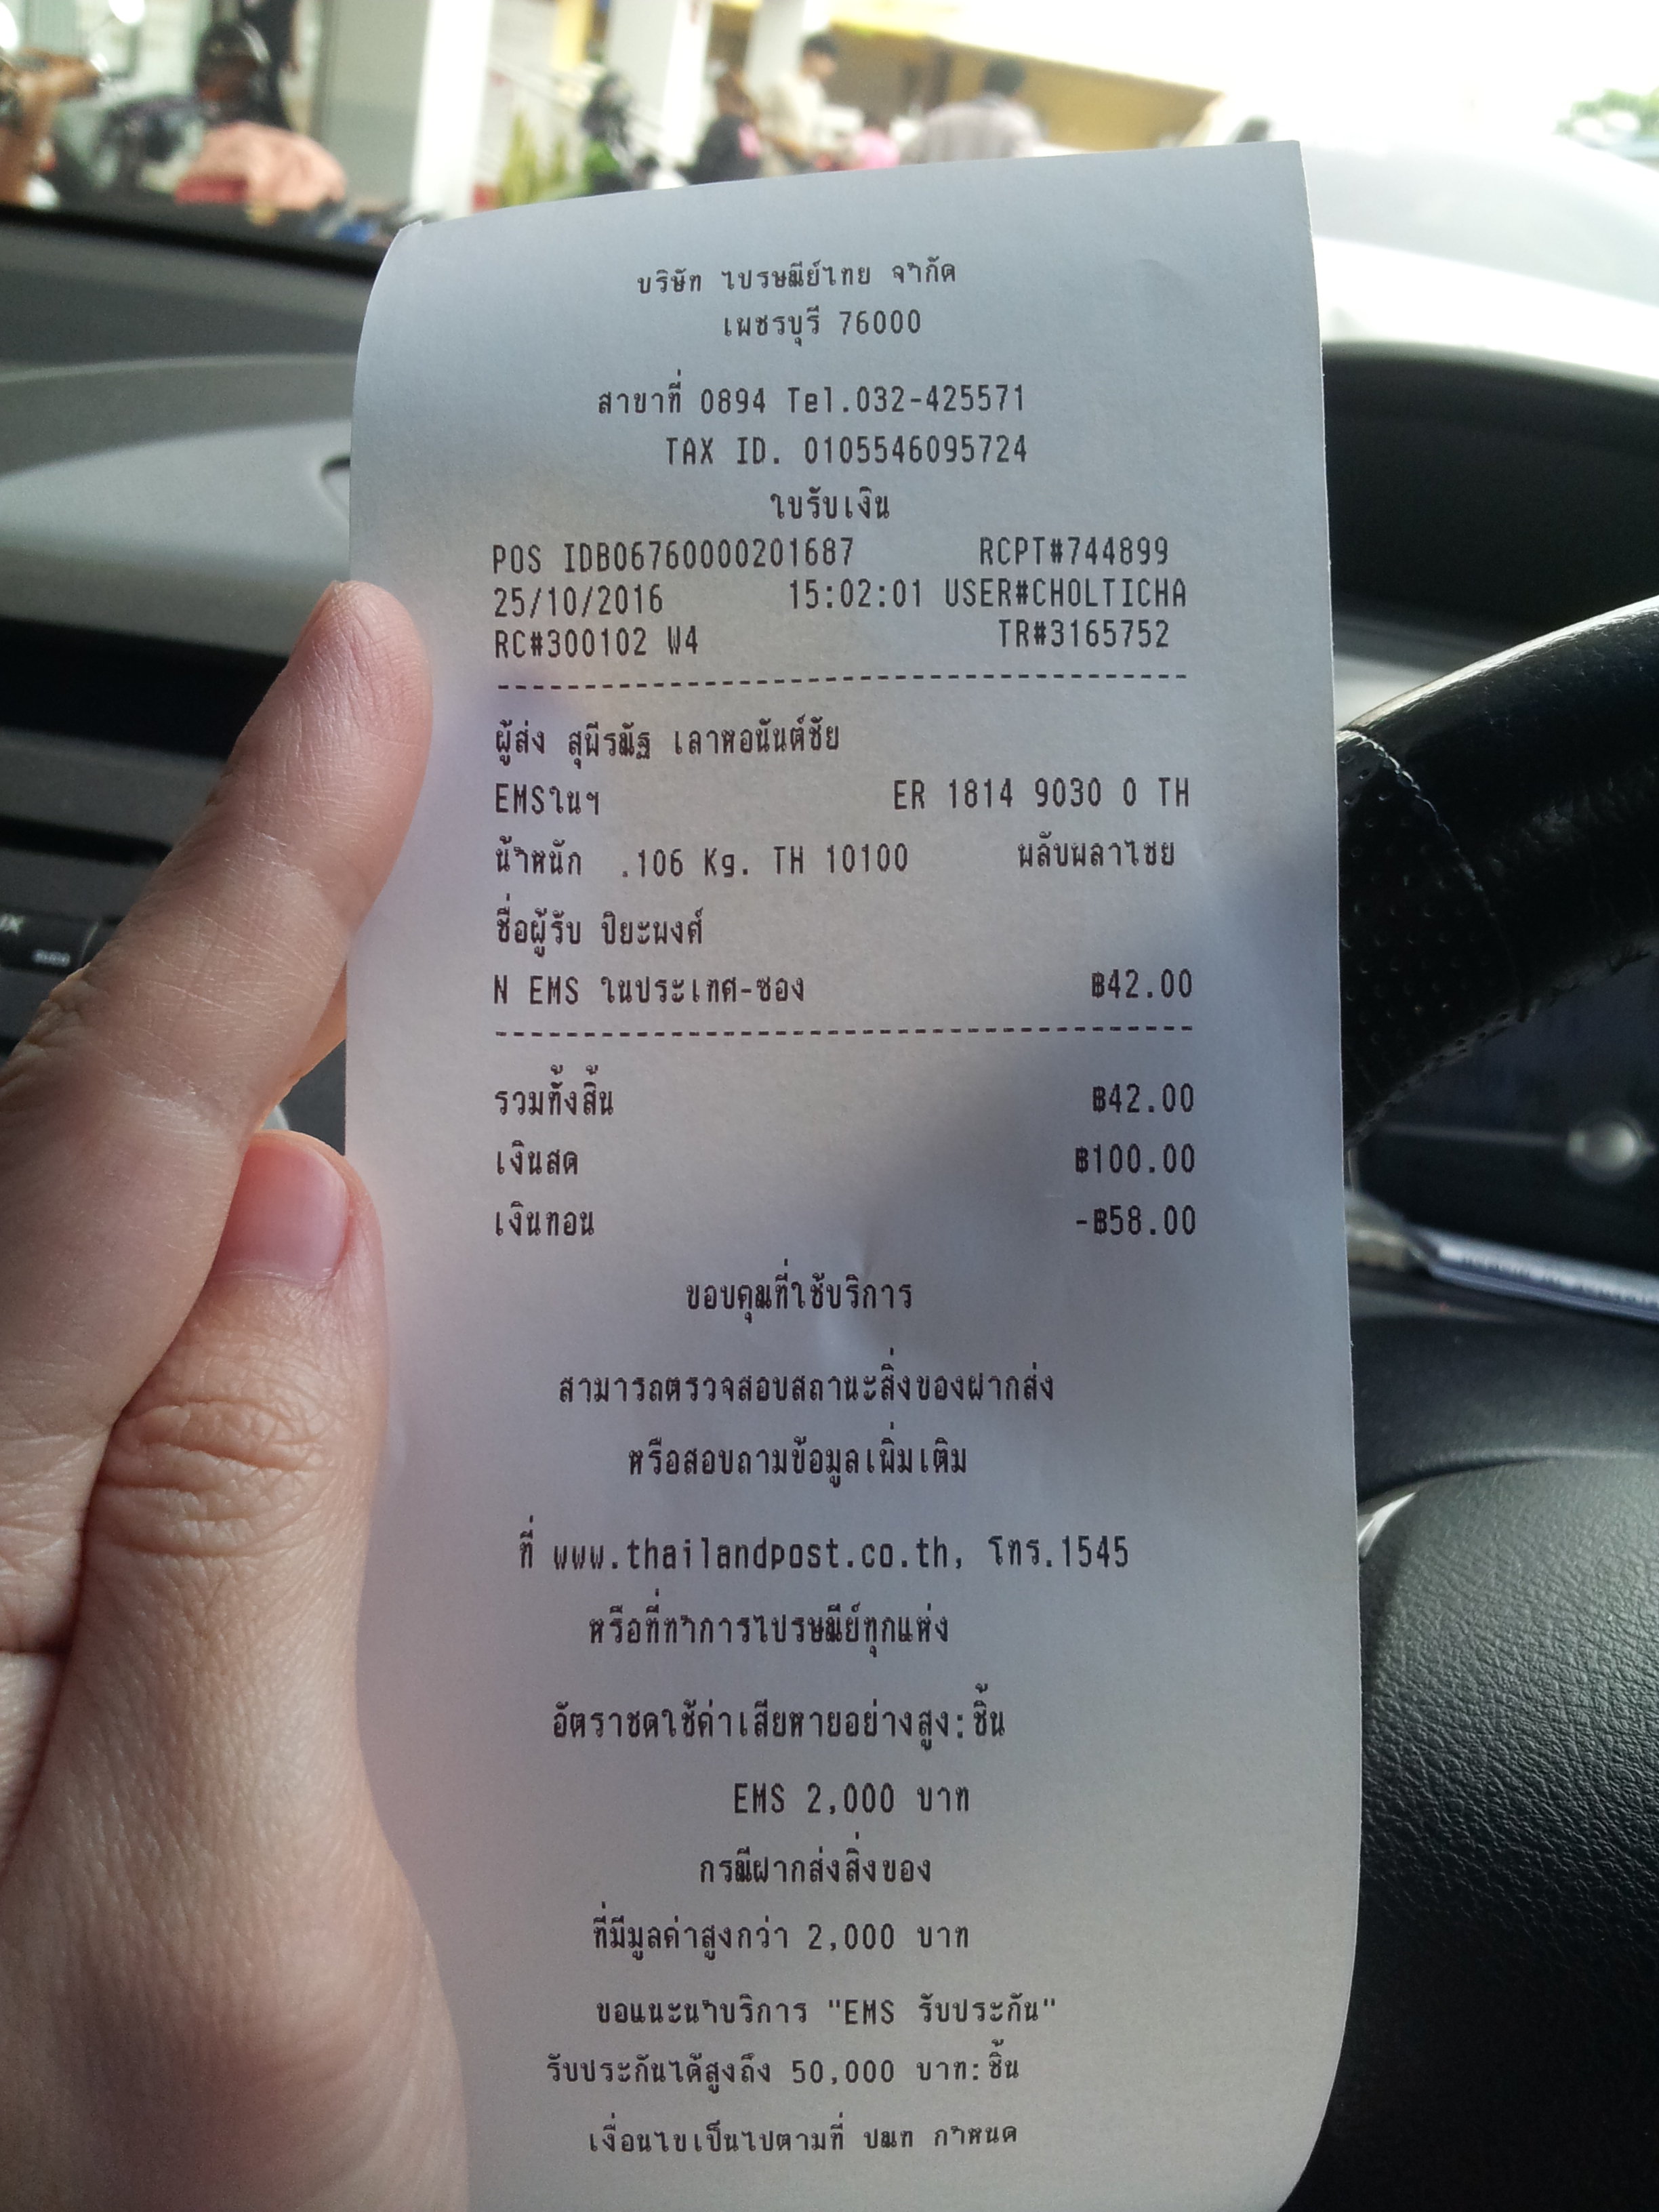 บริษัท ไปรษณีย์ไทย จำกัด
เพชรบุรี 76000
สาขาที่ 0894 Tel.032-425571
TAX ID. 0105546095724
ใบรับเงิน
POS IDB06760000201687 RCPT#744899
25/10/2016 15:02:01 USER#CHOLTICHA
RC#300102 W4 TR#3165752
ผู้ส่ง สุพีรณัฐ เลาหอนันต์ชัย
EMSในฯ ER 1814 9030 0 TH
น้ำหนัก .106 Kg. TH 10100 พลับพลาไชย
ชื่อผู้รับ ปิยะพงศ์
N EMS ในประเทศ-ซอง ฿42.00
รวมทั้งสิ้น ฿42.00
เงินสด ฿100.00
เงินทอน -฿58.00
ขอบคุณที่ใช้บริการ
สามารถตรวจสอบสถานะสิ่งของฝากส่ง
หรือสอบถามข้อมูลเพิ่มเติม
ที่ www.thailandpost.co.th, โทร.1545
หรือที่ทำการไปรษณีย์ทุกแห่ง
อัตราชดใช้ค่าเสียหายอย่างสูง:ชิ้น
EMS 2,000 บาท
กรณีฝากส่งสิ่งของ
ที่มีมูลค่าสูงกว่า 2,000 บาท
ขอแนะนำบริการ "EMS รับประกัน"
รับประกันได้สูงถึง 50,000 บาท:ชิ้น
เงื่อนไขเป็นไปตามที่ ปณท กำหนด